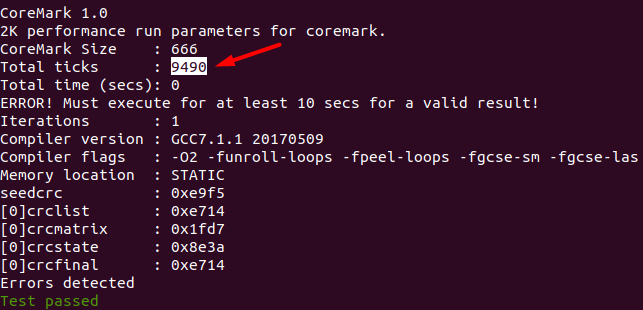 CoreMark 1.0
2K performance run parameters for coremark.
CoreMark Size    : 666
Total ticks      : 9490
Total time (secs): 0
ERROR! Must execute for at least 10 secs for a valid result!
Iterations       : 1
Compiler version : GCC7.1.1 20170509
Compiler flags   : -O2 -funroll-loops -fpeel-loops -fgcse-sm -fgcse-las
Memory location  : STATIC
seedcrc          : 0xe9f5
[0]crclist       : 0xe714
[0]crcmatrix     : 0x1fd7
[0]crcstate      : 0x8e3a
[0]crcfinal      : 0xe714
Errors detected
Test passed